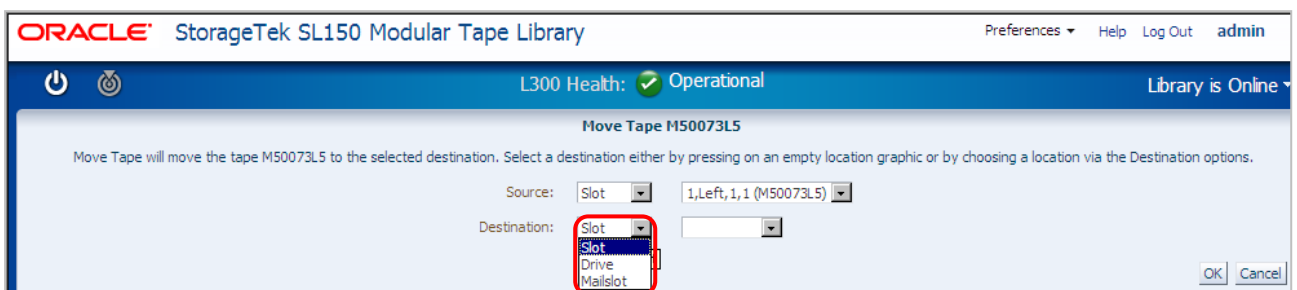 ORACLE StorageTek SL150 Modular Tape Library Preferences Help Log Out admin
L300 Health: Operational Library is Online
Move Tape M50073L5
Move Tape will move the tape M50073L5 to the selected destination. Select a destination either by pressing on an empty location graphic or by choosing a location via the Destination options.
Source: Slot 1,Left,1,1 (M50073L5)
Destination: Slot
Slot
Drive
Mailslot
OK Cancel